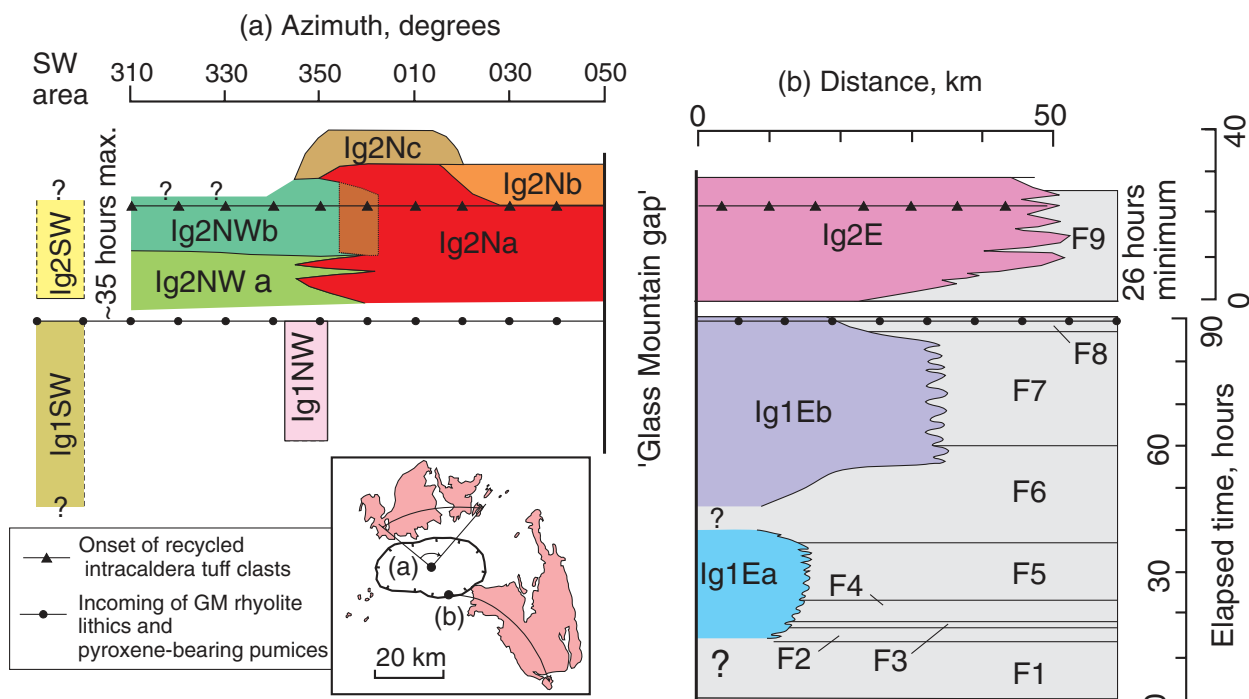 (a) Azimuth, degrees
SW
area
310 330 350 010 030 050
~35 hours max.
?
? ?
Ig2SW
Ig2Nc
Ig2Nb
Ig2NWb
Ig2Na
Ig2NW a
Ig1SW
?
Ig1NW
'Glass Mountain gap'
Onset of recycled
intracaldera tuff clasts
Incoming of GM rhyolite
lithics and
pyroxene-bearing pumices
(a)
(b)
20 km
(b) Distance, km
0 50
40
Ig2E
F9
26 hours
minimum
0
90
F8
F7
Ig1Eb
60
F6
?
Ig1Ea
F5
30
F4
F2 F3
? F1
Elapsed time, hours